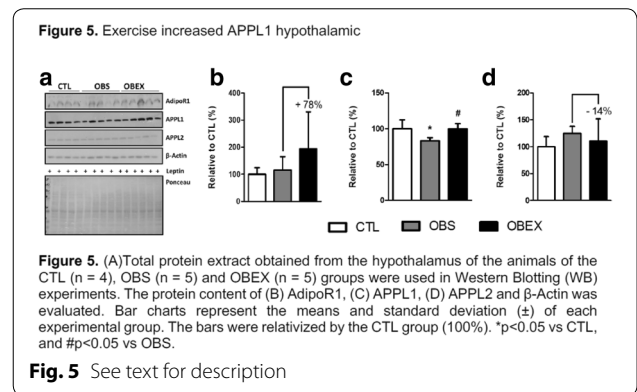 Figure 5. Exercise increased APPL1 hypothalamic
a
CTL OBS OBEX
AdipoR1
APPL1
APPL2
β-Actin
+ + + + + + + + + + + + + + Leptin
Ponceau
b
Relative to CTL (%)
400
300
200
100
0
+ 78%
c
Relative to CTL (%)
150
100
50
0
*
#
d
Relative to CTL (%)
200
150
100
50
0
- 14%
CTL OBS OBEX
Figure 5. (A)Total protein extract obtained from the hypothalamus of the animals of the
CTL (n = 4), OBS (n = 5) and OBEX (n = 5) groups were used in Western Blotting (WB)
experiments. The protein content of (B) AdipoR1, (C) APPL1, (D) APPL2 and β-Actin was
evaluated. Bar charts represent the means and standard deviation (±) of each
experimental group. The bars were relativized by the CTL group (100%). *p<0.05 vs CTL,
and #p<0.05 vs OBS.
Fig. 5 See text for description